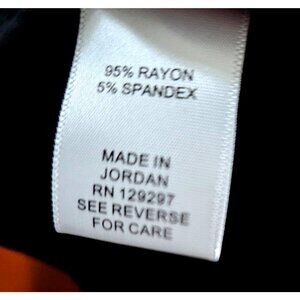 95% RAYON
5% SPANDEX
MADE IN
JORDAN
RN 129297
SEE REVERSE
FOR CARE